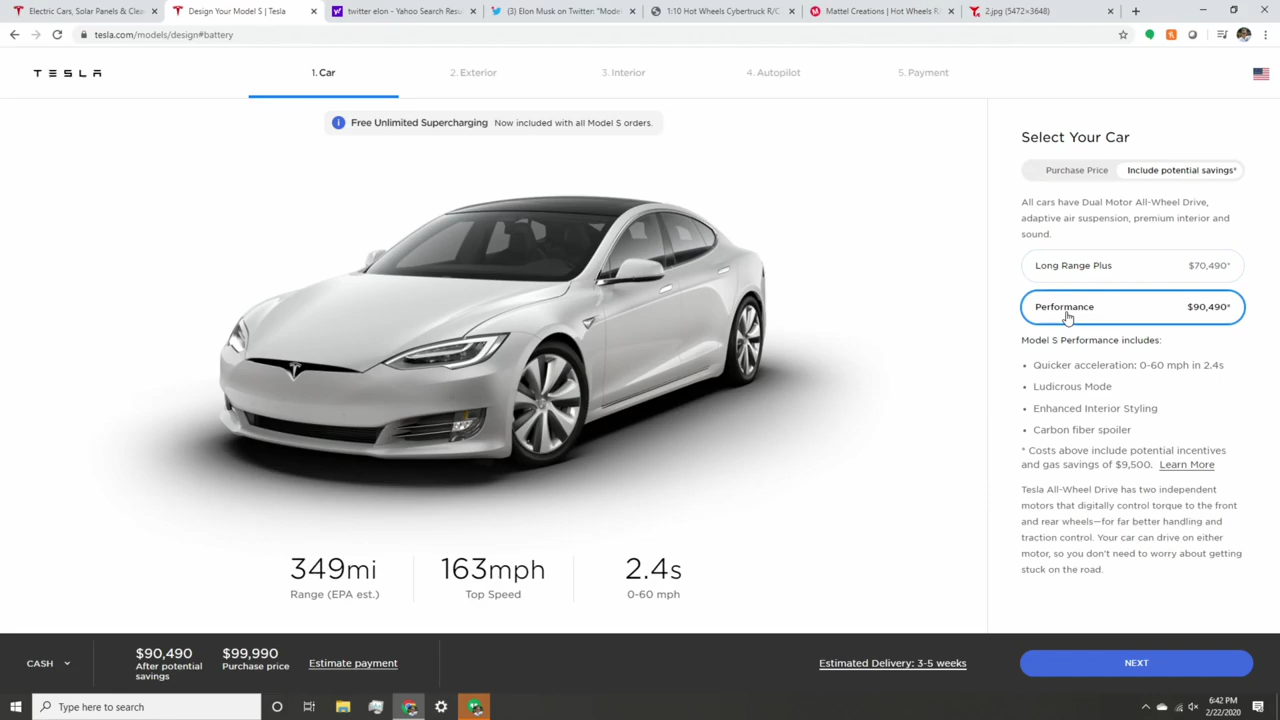 Electric Cars, Solar Panels & Clea
Design Your Model S | Tesla
twitter elon - Yahoo Search Resu
(3) Elon Musk on Twitter: "Mode
1:10 Hot Wheels Cybertruck R/C
Mattel Creations | Hot Wheels R/
2.jpg (5472×3648)
tesla.com/models/design#battery
TESLA
1. Car
2. Exterior
3. Interior
4. Autopilot
5. Payment
Free Unlimited Supercharging Now included with all Model S orders.
Select Your Car
Purchase Price
Include potential savings*
All cars have Dual Motor All-Wheel Drive,
adaptive air suspension, premium interior and
sound.
Long Range Plus $70,490*
Performance $90,490*
Model S Performance includes:
• Quicker acceleration: 0-60 mph in 2.4s
• Ludicrous Mode
• Enhanced Interior Styling
• Carbon fiber spoiler
* Costs above include potential incentives
and gas savings of $9,500. Learn More
Tesla All-Wheel Drive has two independent
motors that digitally control torque to the front
and rear wheels—for far better handling and
traction control. Your car can drive on either
motor, so you don't need to worry about getting
stuck on the road.
349mi
Range (EPA est.)
163mph
Top Speed
2.4s
0-60 mph
CASH
$90,490
After potential
savings
$99,990
Purchase price
Estimate payment
Estimated Delivery: 3-5 weeks
NEXT
Type here to search
6:42 PM
2/22/2020